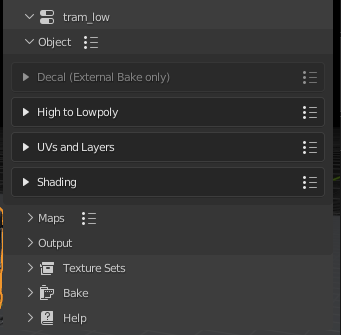 tram_low
Object
Decal (External Bake only)
High to Lowpoly
UVs and Layers
Shading
Maps
Output
Texture Sets
Bake
Help